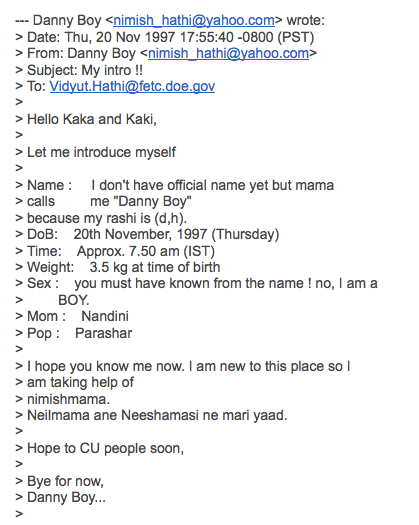 --- Danny Boy <nimish_hathi@yahoo.com> wrote:
> Date: Thu, 20 Nov 1997 17:55:40 -0800 (PST)
> From: Danny Boy <nimish_hathi@yahoo.com>
> Subject: My intro !!
> To: Vidyut.Hathi@fetc.doe.gov
>
> Hello Kaka and Kaki,
>
> Let me introduce myself
>
> Name :     I don't have official name yet but mama
> calls         me "Danny Boy"
> because my rashi is (d,h).
> DoB:    20th November, 1997 (Thursday)
> Time:    Approx. 7.50 am (IST)
> Weight:    3.5 kg at time of birth
> Sex :    you must have known from the name ! no, I am a
>         BOY.
> Mom :    Nandini
> Pop :    Parashar
>
> I hope you know me now. I am new to this place so I
> am taking help of
> nimishmama.
> Neilmama ane Neeshamasi ne mari yaad.
>
> Hope to CU people soon,
>
> Bye for now,
> Danny Boy...
>